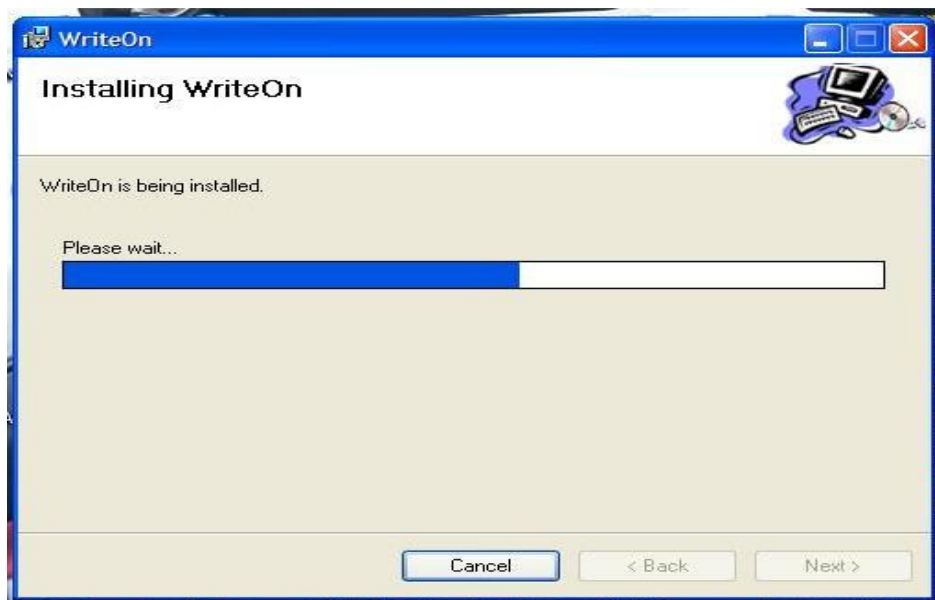 WriteOn
Installing WriteOn
WriteOn is being installed.
Please wait...
Cancel
< Back
Next >